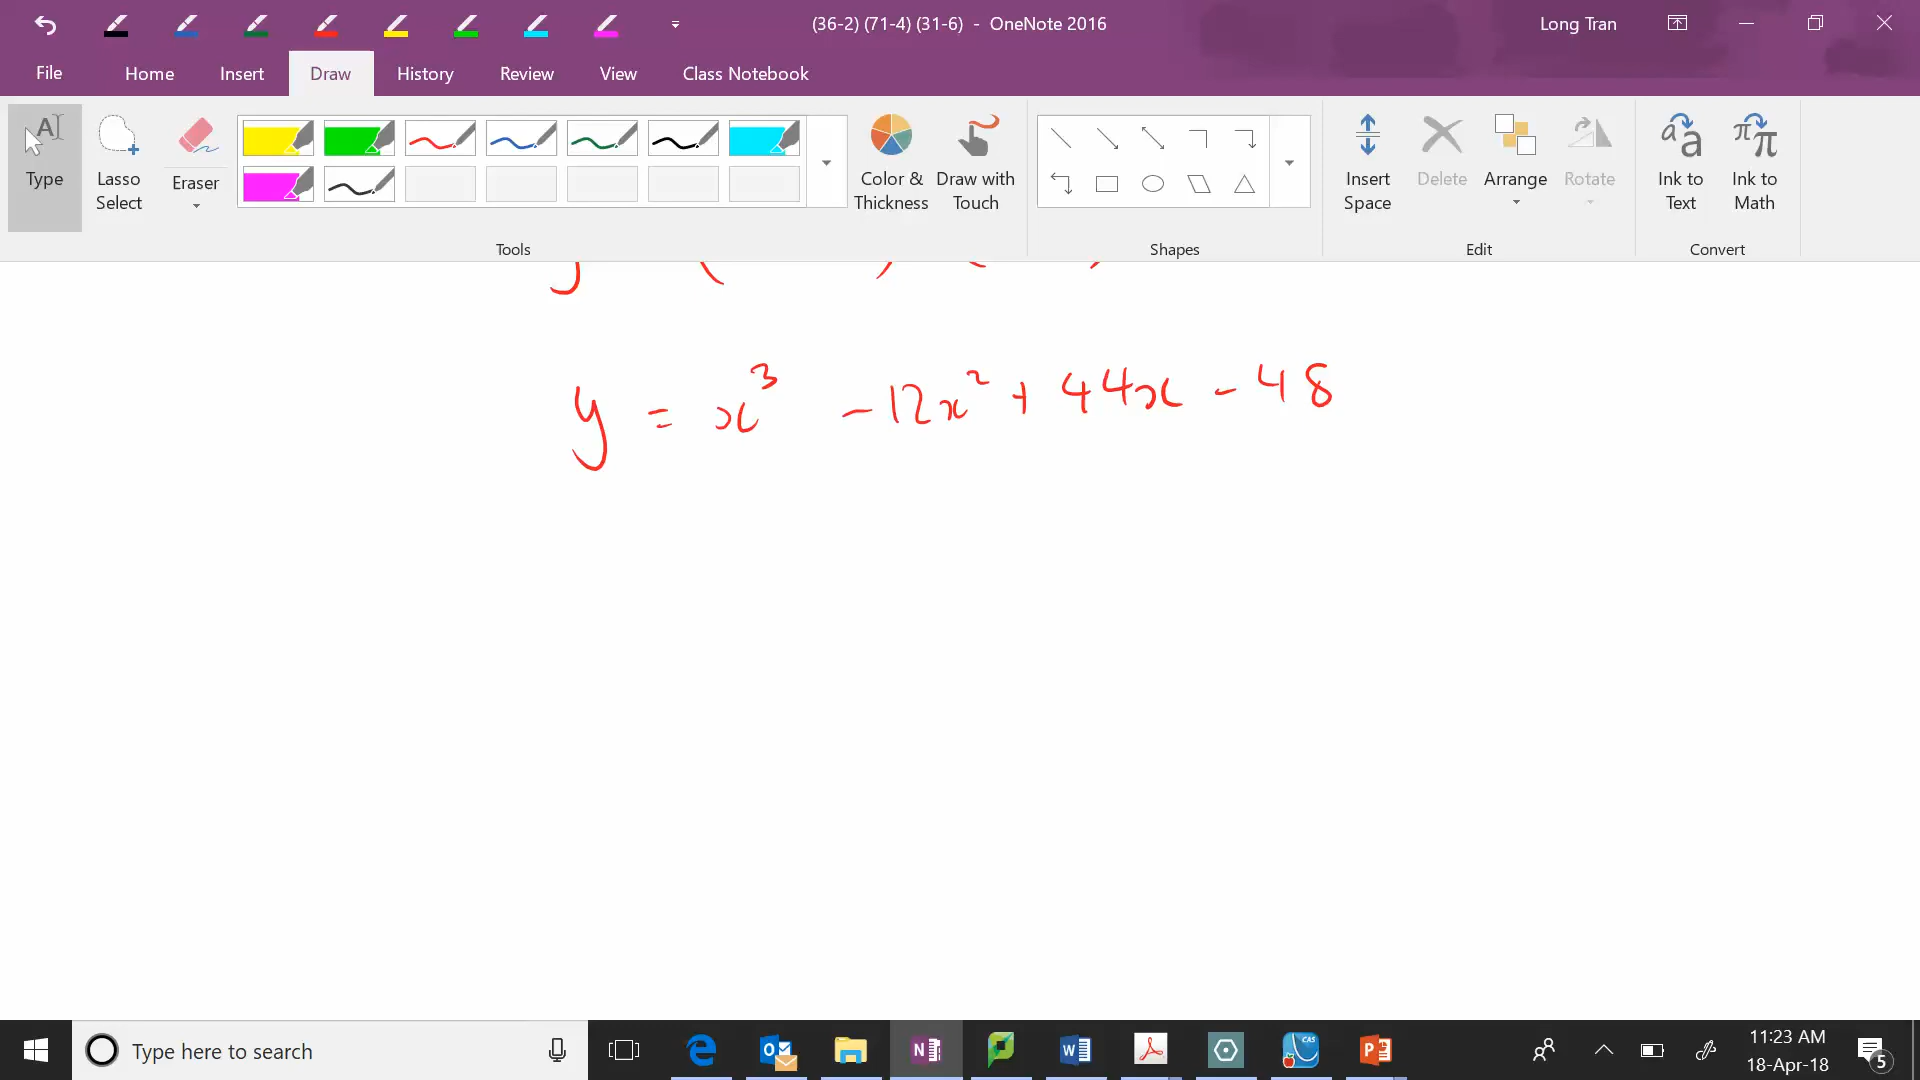 (36-2) (71-4) (31-6) - OneNote 2016
Long Tran
File Home Insert Draw History Review View Class Notebook
Type
Lasso Select
Eraser
Color & Thickness
Draw with Touch
Insert Space
Delete
Arrange
Rotate
Ink to Text
Ink to Math
Tools
Shapes
Edit
Convert
y = x³ - 12x² + 44x - 48
Type here to search
11:23 AM
18-Apr-18
5